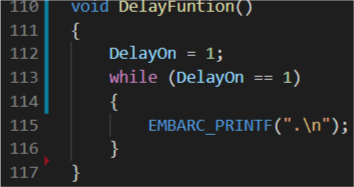 110 void DelayFuntion()
111 {
112 DelayOn = 1;
113 while (DelayOn == 1)
114 {
115 EMBARC_PRINTF(".\n");
116 }
117 }